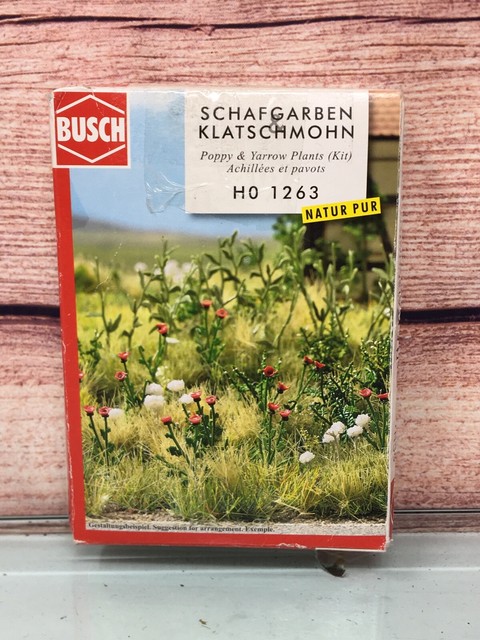 BUSCH
SCHAFGARBEN
KLATSCHMOHN
Poppy & Yarrow Plants (Kit)
Achillées et pavots
H0 1263
NATUR PUR
Gestaltungsbeispiel. Suggestion for arrangement. Exemple.